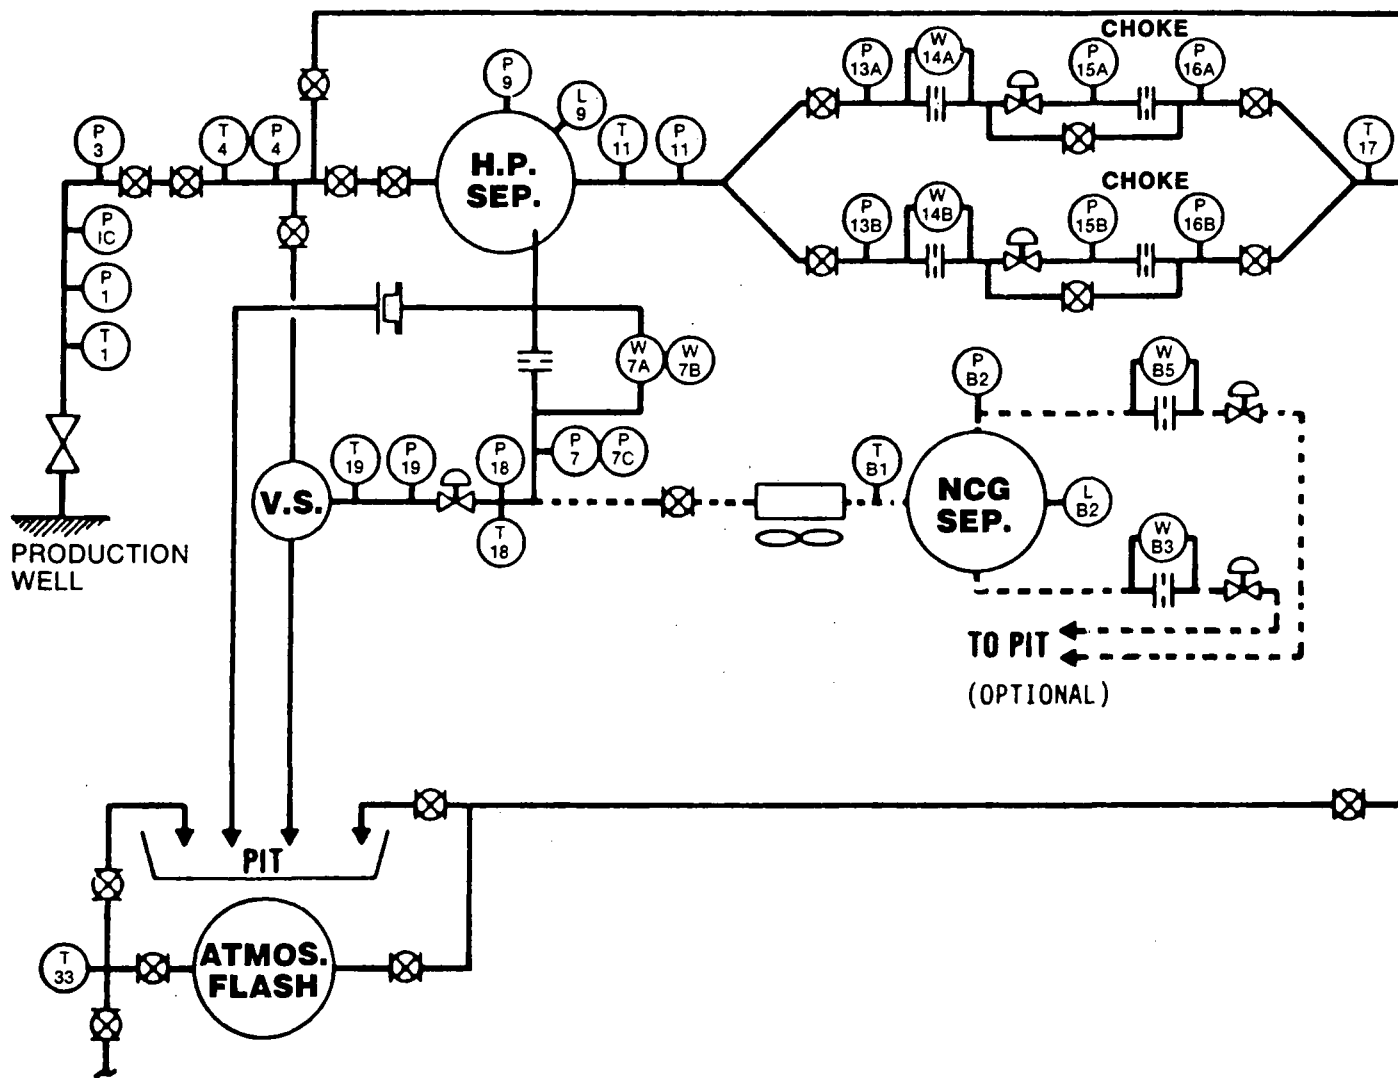 CHOKE
P
9
L
9
P
13A
W
14A
P
15A
P
16A
P
3
T
4
P
4
H.P.
SEP.
T
11
P
11
T
17
CHOKE
P
1C
P
13B
W
14B
P
15B
P
16B
P
1
T
1
W
7A
W
7B
P
B2
W
B5
T
19
P
19
P
18
P
7
P
7C
T
B1
V.S.
NCG
SEP.
L
B2
T
18
W
B3
PRODUCTION
WELL
TO PIT
(OPTIONAL)
PIT
T
33
ATMOS.
FLASH